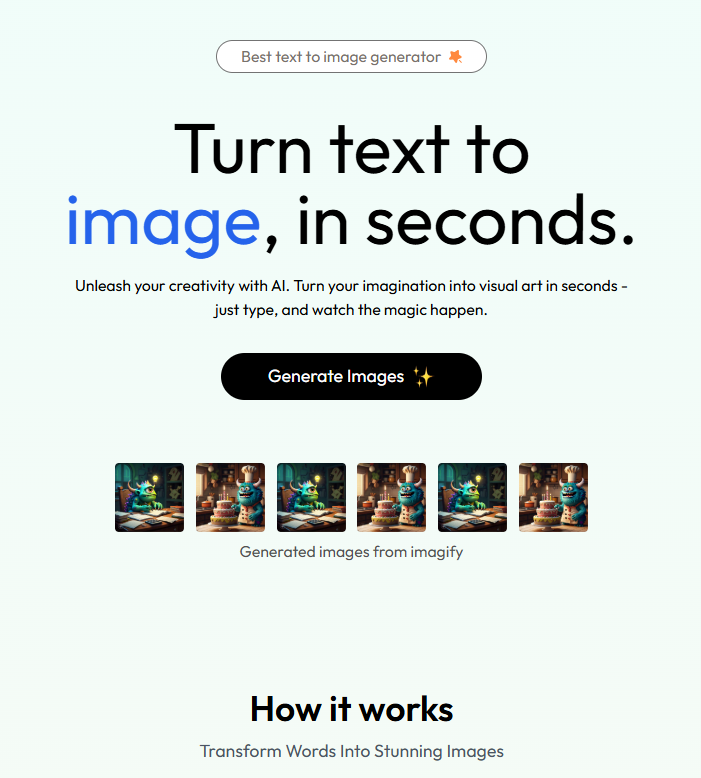 Best text to image generator
Turn text to
image, in seconds.
Unleash your creativity with AI. Turn your imagination into visual art in seconds -
just type, and watch the magic happen.
Generate Images ✨
Generated images from imagify
How it works
Transform Words Into Stunning Images